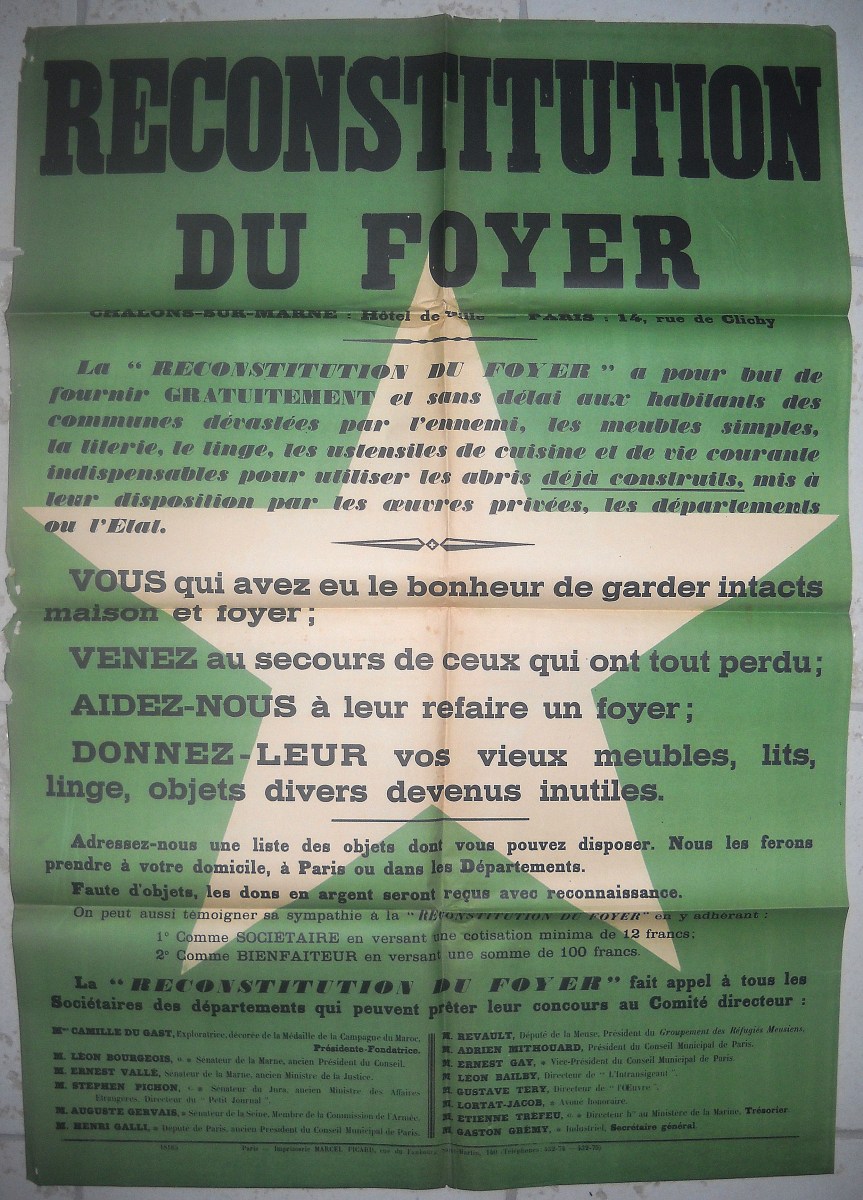 RECONSTITUTION
DU FOYER
CHALONS-SUR-MARNE : Hôtel de Ville — PARIS : 14, rue de Clichy
La " RECONSTITUTION DU FOYER " a pour but de
fournir GRATUITEMENT et sans délai aux habitants des
communes dévastées par l'ennemi, les meubles simples,
la literie, le linge, les ustensiles de cuisine et de vie courante
indispensables pour utiliser les abris déjà construits, mis à
leur disposition par les œuvres privées, les départements
ou l'Etat.
VOUS qui avez eu le bonheur de garder intacts
maison et foyer ;
VENEZ au secours de ceux qui ont tout perdu ;
AIDEZ-NOUS à leur refaire un foyer ;
DONNEZ-LEUR vos vieux meubles, lits,
linge, objets divers devenus inutiles.
Adressez-nous une liste des objets dont vous pouvez disposer. Nous les ferons
prendre à votre domicile, à Paris ou dans les Départements.
Faute d'objets, les dons en argent seront reçus avec reconnaissance.
On peut aussi témoigner sa sympathie à la " RECONSTITUTION DU FOYER " en y adhérant :
1° Comme SOCIÉTAIRE en versant une cotisation minima de 12 francs;
2° Comme BIENFAITEUR en versant une somme de 100 francs.
La " RECONSTITUTION DU FOYER " fait appel à tous les
Sociétaires des départements qui peuvent prêter leur concours au Comité directeur :
Mme CAMILLE DU GAST, Exploratrice, décorée de la Médaille de la Campagne du Maroc,
Présidente-Fondatrice.
M. LÉON BOURGEOIS, Sénateur de la Marne, ancien Président du Conseil.
M. ERNEST VALLÉ, Sénateur de la Marne, ancien Ministre de la Justice.
M. STEPHEN PICHON, Sénateur du Jura, ancien Ministre des Affaires
Etrangères, Directeur du " Petit Journal ".
M. AUGUSTE GERVAIS, Sénateur de la Seine, Membre de la Commission de l'Armée.
M. HENRI GALLI, Député de Paris, ancien Président du Conseil Municipal de Paris.
M. REVAULT, Député de la Meuse, Président du Groupement des Réfugiés Meusiens.
M. ADRIEN MITHOUARD, Président du Conseil Municipal de Paris.
M. ERNEST GAY, Vice-Président du Conseil Municipal de Paris
M. LÉON BAILBY, Directeur de " L'Intransigeant ".
M. GUSTAVE TÉRY, Directeur de " l'Œuvre ".
M. LORTAT-JACOB, Avoué honoraire.
M. ETIENNE TRÉFEU, Directeur hre au Ministère de la Marine, Trésorier
M. GASTON GRÉMY, Industriel, Secrétaire général.
Paris — Imprimerie MARCEL PICARD, rue du Faubourg Saint-Martin, 140 (Téléphones